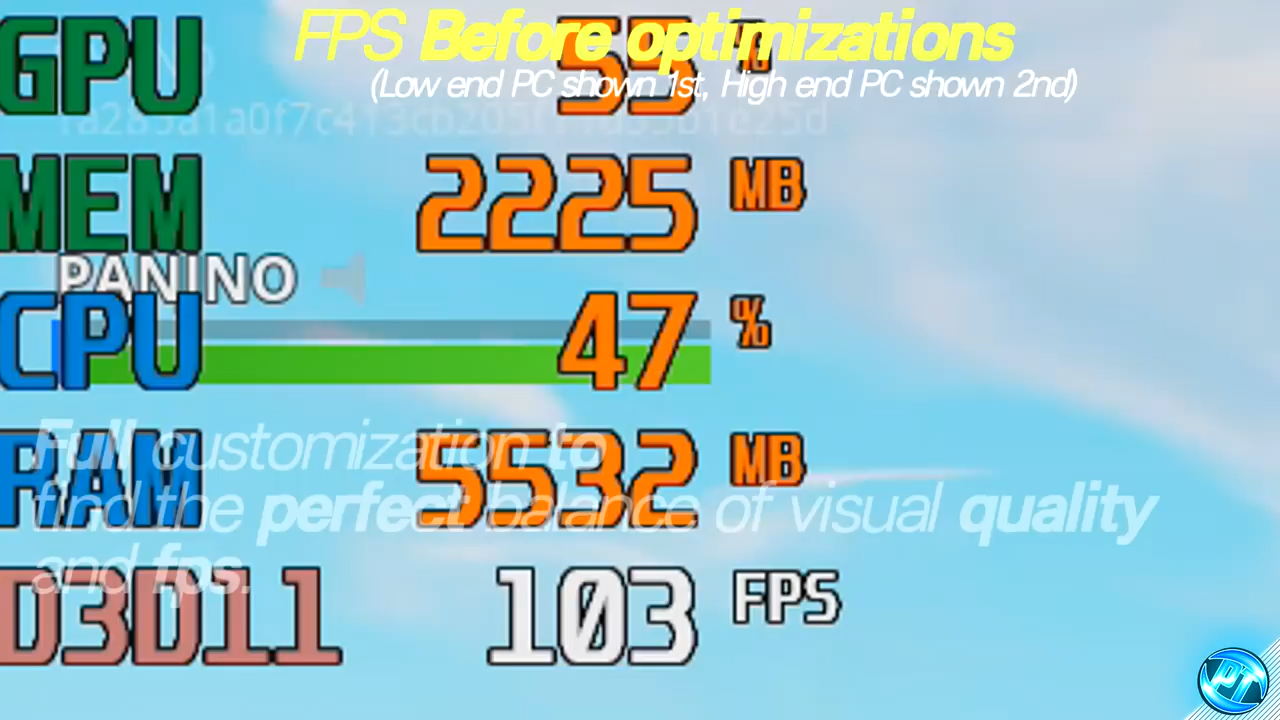 FPS Before optimizations
(Low end PC shown 1st, High end PC shown 2nd)
GPU 55 %
MEM 2225 MB
PANINO
CPU 47 %
RAM 5532 MB
Full customization to
find the perfect balance of visual quality
and fps.
D3D11 103 FPS
PT